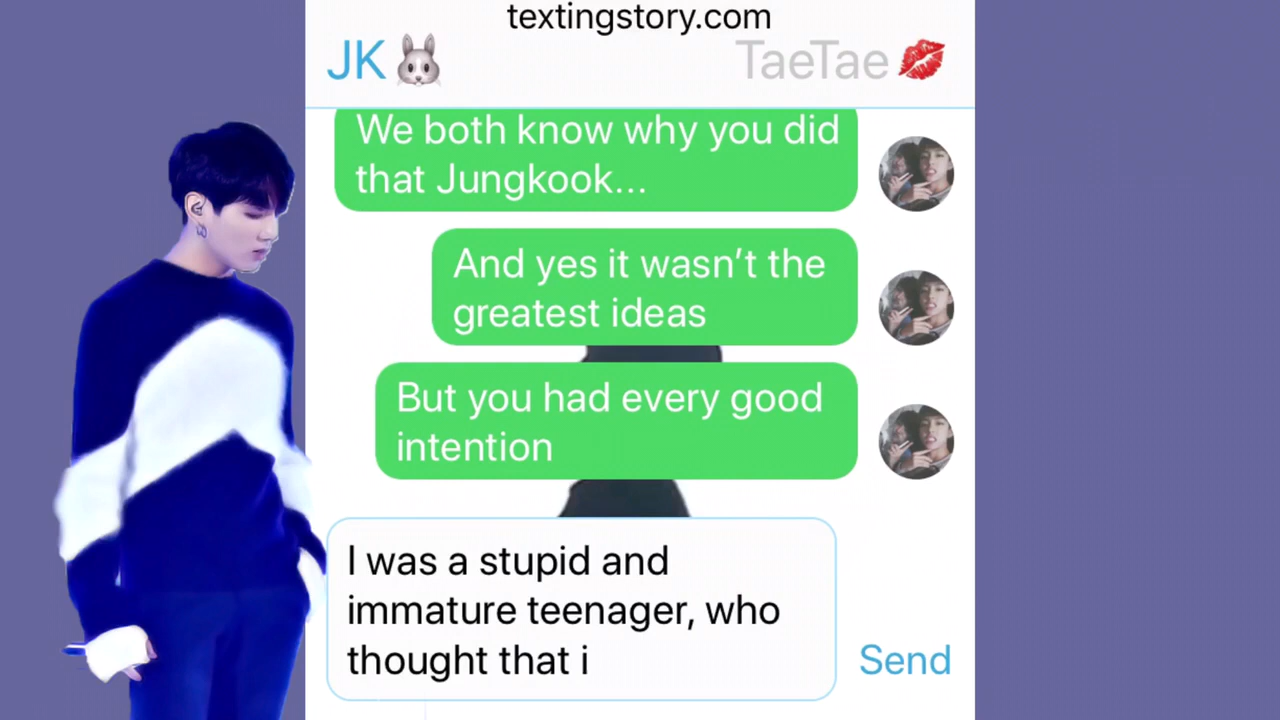 textingstory.com
JK🐰 TaeTae💋
We both know why you did
that Jungkook...
And yes it wasn’t the
greatest ideas
But you had every good
intention
I was a stupid and
immature teenager, who
thought that i
Send